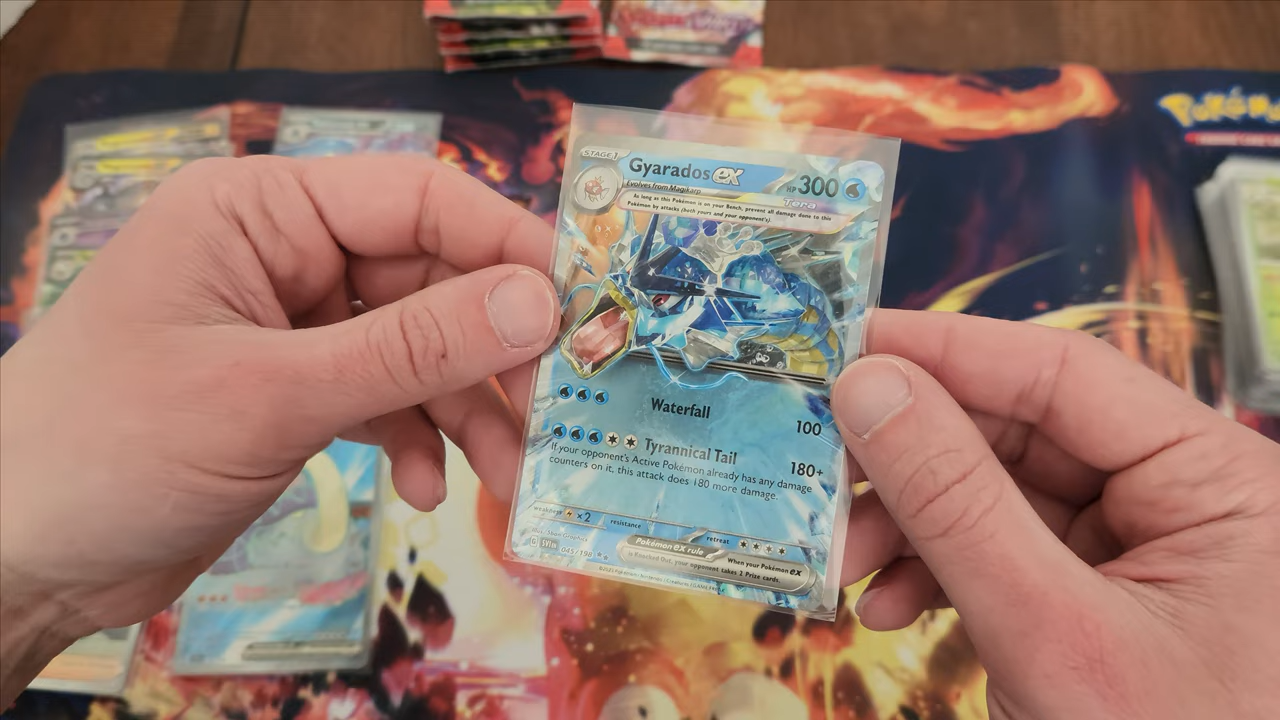 Pokémon
STAGE 1
Gyarados ex
HP 300
Evolves from Magikarp
Tera
As long as this Pokémon is on your Bench, prevent all damage done to this
Pokémon by attacks (both yours and your opponent's).
Waterfall 100
Tyrannical Tail 180+
If your opponent's Active Pokémon already has any damage
counters on it, this attack does 180 more damage.
weakness ×2 resistance retreat
Pokémon ex rule
When your Pokémon ex
is Knocked Out, your opponent takes 2 Prize cards.
G SVI EN 045/198